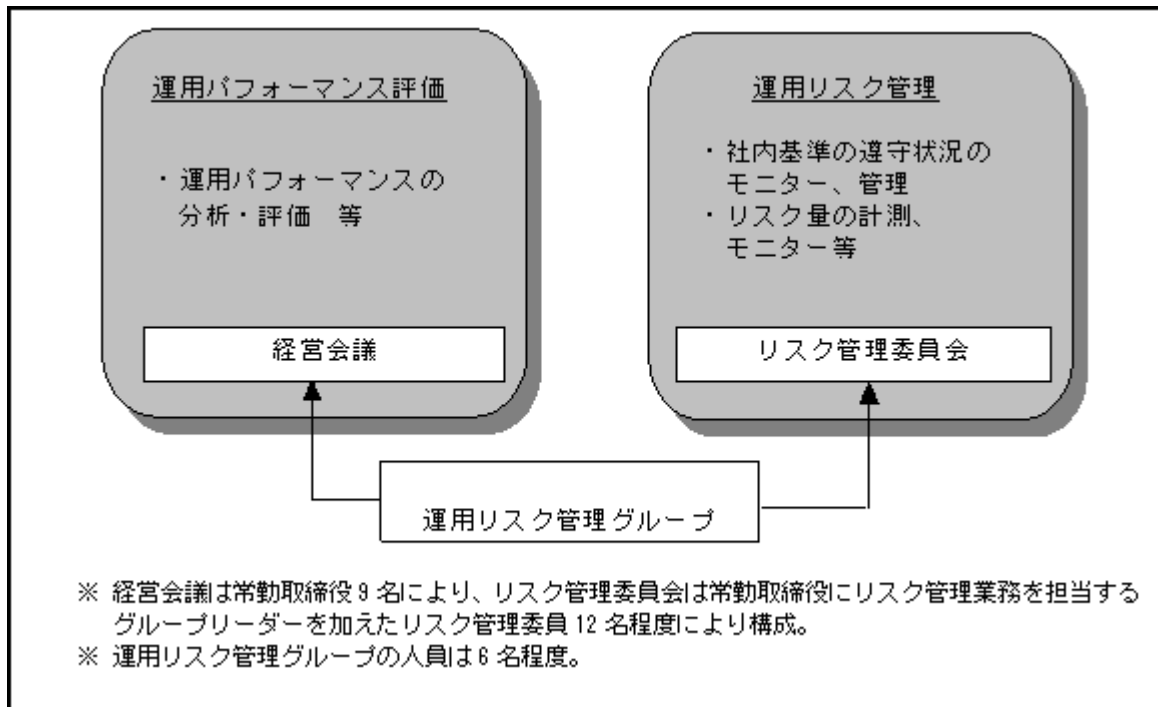 運用パフォーマンス評価
・運用パフォーマンスの
分析・評価　等
経営会議
運用リスク管理
・社内基準の遵守状況の
モニター、管理
・リスク量の計測、
モニター等
リスク管理委員会
運用リスク管理グループ
※ 経営会議は常勤取締役9名により、リスク管理委員会は常勤取締役にリスク管理業務を担当する
グループリーダーを加えたリスク管理委員12名程度により構成。
※ 運用リスク管理グループの人員は6名程度。